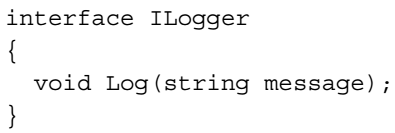 interface ILogger
{
  void Log(string message);
}